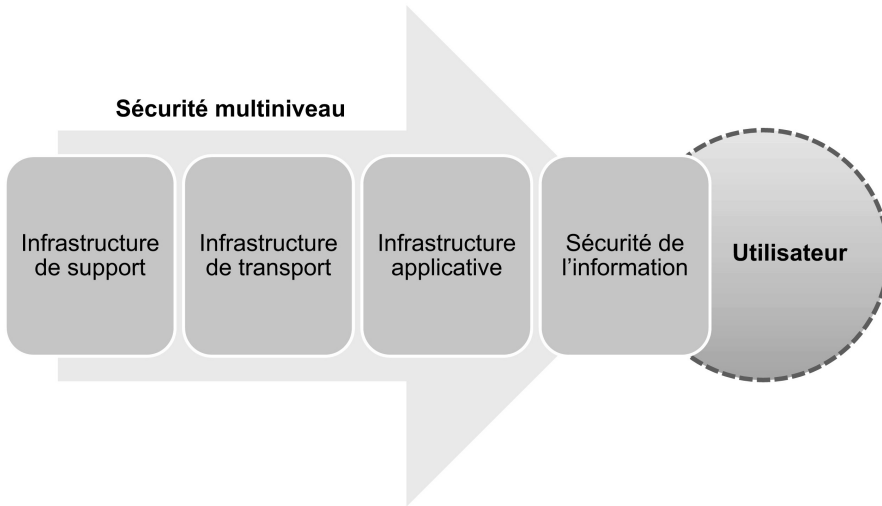 Sécurité multiniveau
Infrastructure
de support
Infrastructure
de transport
Infrastructure
applicative
Sécurité de
l’information
Utilisateur